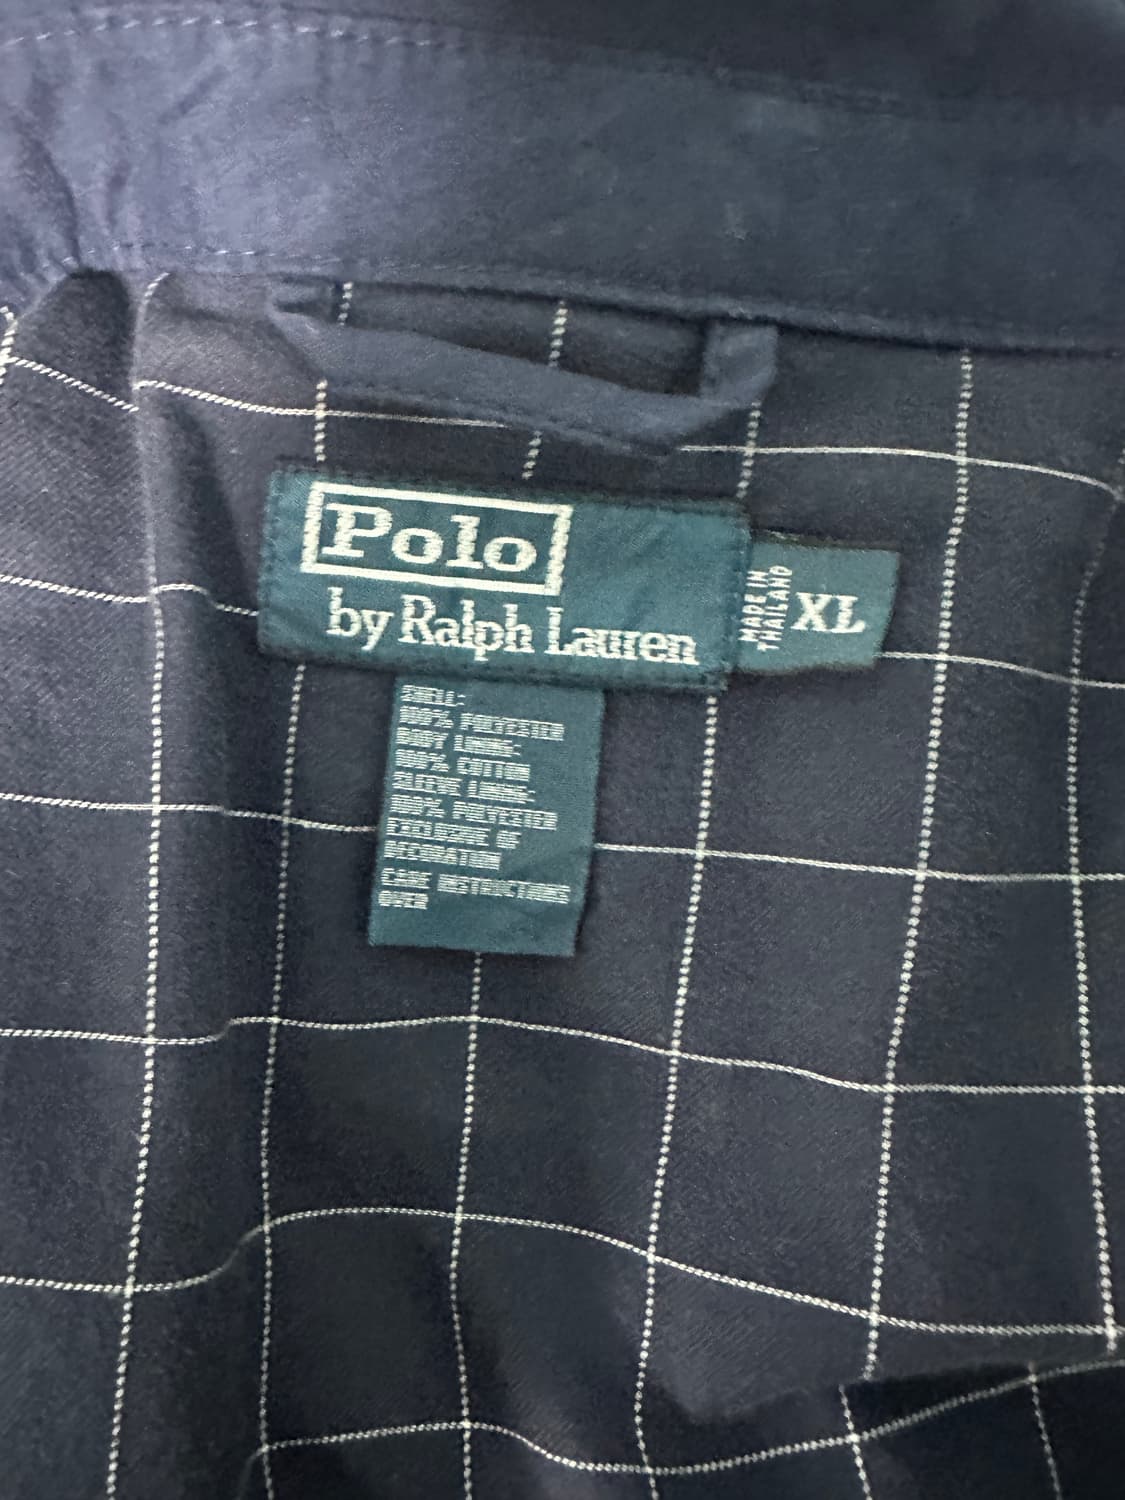 Polo
by Ralph Lauren
MADE IN
THAILAND
XL
SHELL:
100% POLYESTER
BODY LINING:
100% COTTON
SLEEVE LINING:
100% POLYESTER
EXCLUSIVE OF
DECORATION
CARE INSTRUCTIONS
OVER